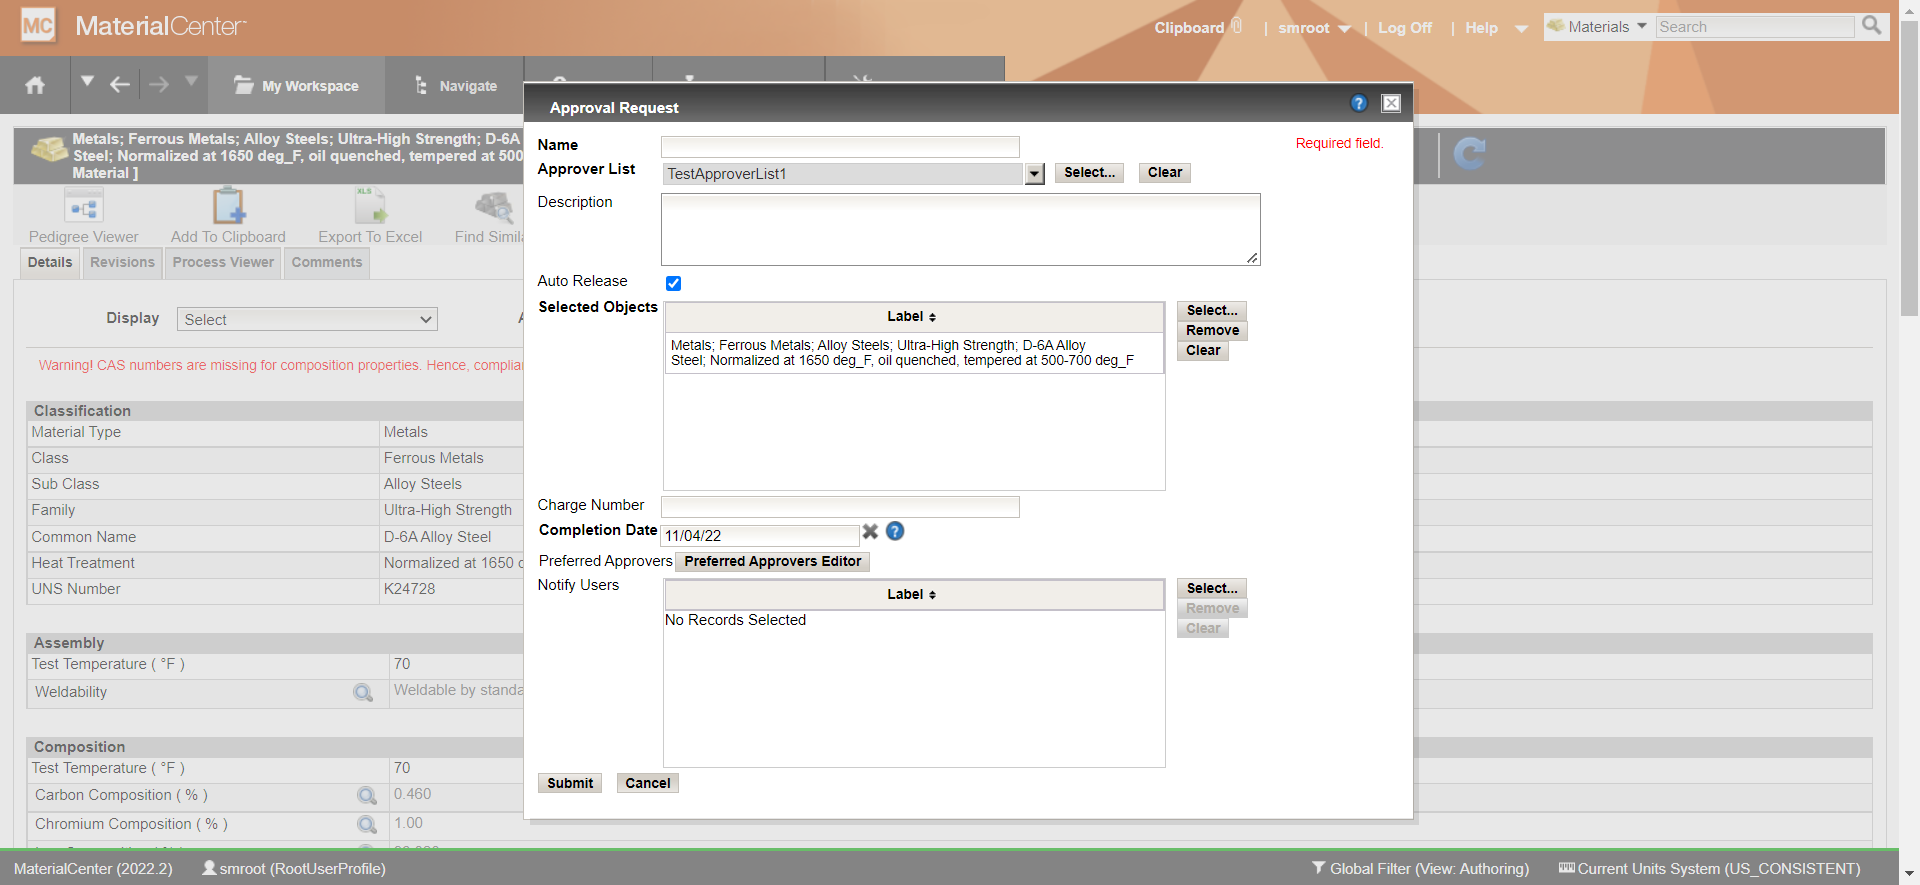 MC MaterialCenter
Clipboard | smroot | Log Off | Help
Materials Search
My Workspace Navigate
Metals; Ferrous Metals; Alloy Steels; Ultra-High Strength; D-6A
Steel; Normalized at 1650 deg_F, oil quenched, tempered at 500
Material ]
Pedigree Viewer Add To Clipboard XLS Export To Excel Find Simila
Details Revisions Process Viewer Comments
Display Select
Warning! CAS numbers are missing for composition properties. Hence, complian
Classification
Material Type Metals
Class Ferrous Metals
Sub Class Alloy Steels
Family Ultra-High Strength
Common Name D-6A Alloy Steel
Heat Treatment Normalized at 1650
UNS Number K24728
Assembly
Test Temperature ( °F ) 70
Weldability Weldable by standa
Composition
Test Temperature ( °F ) 70
Carbon Composition ( % ) 0.460
Chromium Composition ( % ) 1.00
Approval Request ?
Name Required field.
Approver List TestApproverList1 Select... Clear
Description
Auto Release
Selected Objects Label Select...
Remove
Clear
Metals; Ferrous Metals; Alloy Steels; Ultra-High Strength; D-6A Alloy
Steel; Normalized at 1650 deg_F, oil quenched, tempered at 500-700 deg_F
Charge Number
Completion Date 11/04/22 ?
Preferred Approvers Preferred Approvers Editor
Notify Users Label Select...
Remove
Clear
No Records Selected
Submit Cancel
MaterialCenter (2022.2) smroot (RootUserProfile) Global Filter (View: Authoring) Current Units System (US_CONSISTENT)